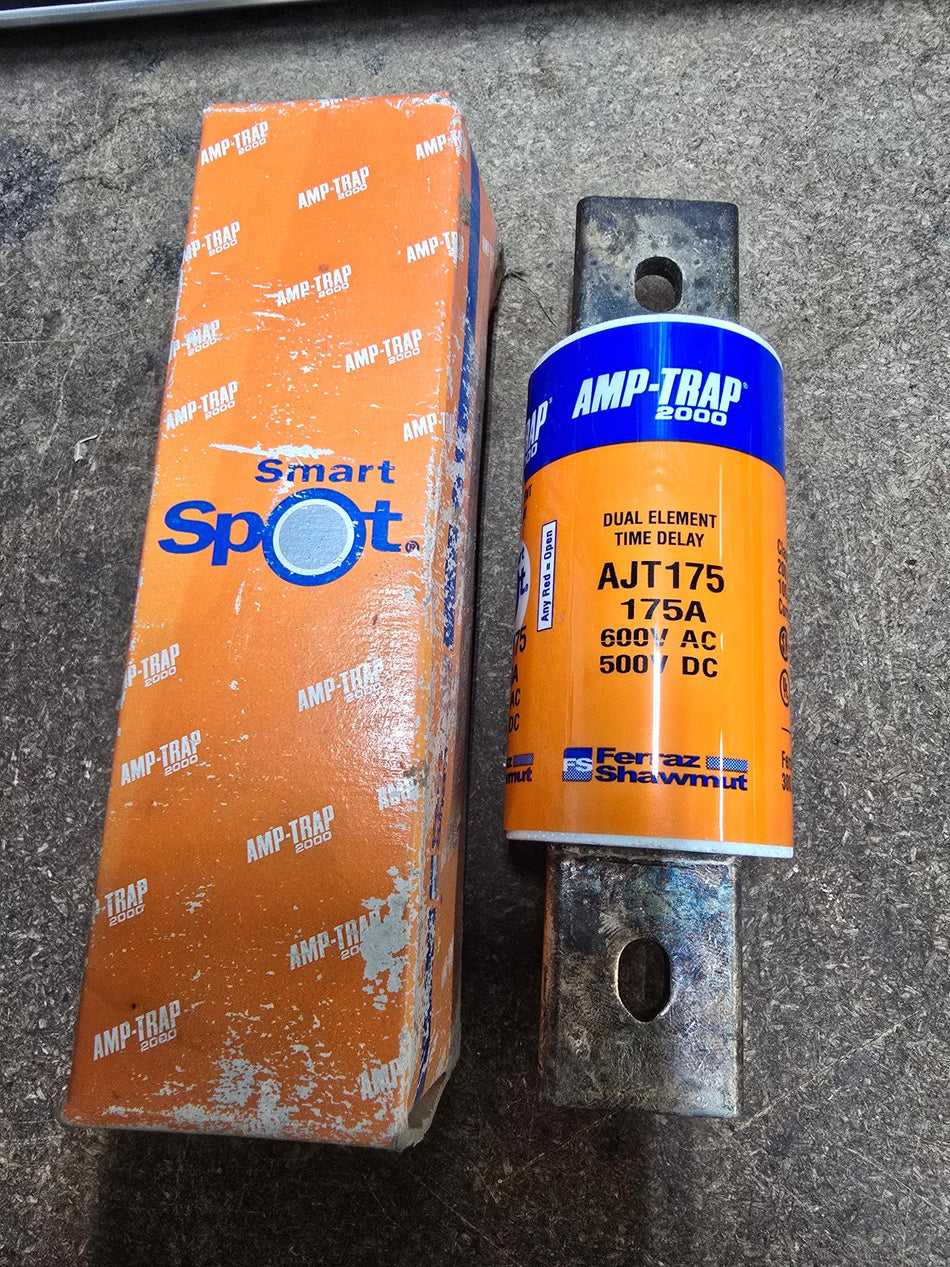 AMP-TRAP
2000
AMP-TRAP
2000
AMP-TRAP
2000
AMP-TRAP
2000
AMP-TRAP
2000
AMP-TRAP
2000
Smart
Spot®
AMP-TRAP
2000
AMP-TRAP
2000
AMP-TRAP
2000
2000
AMP-TRAP
2000
AMP-TRAP®
2000
DUAL ELEMENT
TIME DELAY
AJT175
175A
600V AC
500V DC
FS Ferraz
Shawmut
Any Red = Open